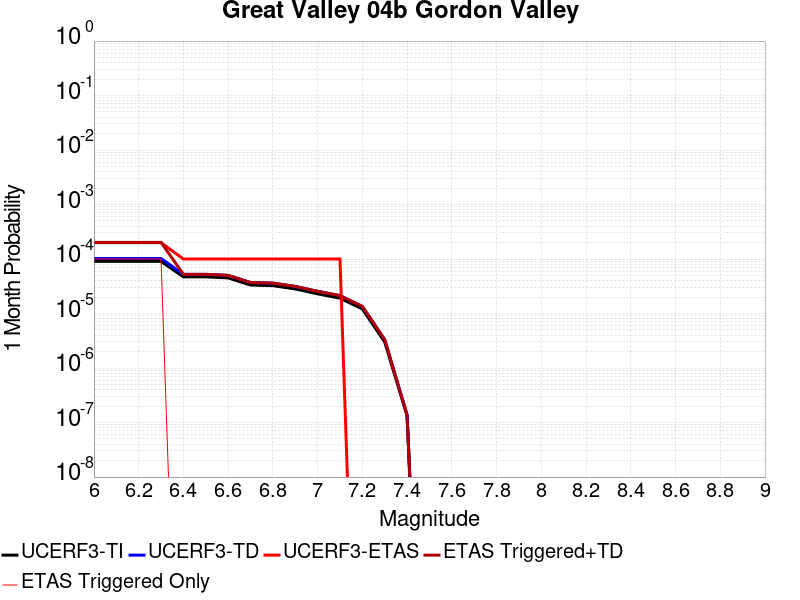 Great Valley 04b Gordon Valley
10^0
10^-1
10^-2
10^-3
10^-4
10^-5
10^-6
10^-7
10^-8
1 Month Probability
6 6.2 6.4 6.6 6.8 7 7.2 7.4 7.6 7.8 8 8.2 8.4 8.6 8.8 9
Magnitude
UCERF3-TI UCERF3-TD UCERF3-ETAS ETAS Triggered+TD
ETAS Triggered Only